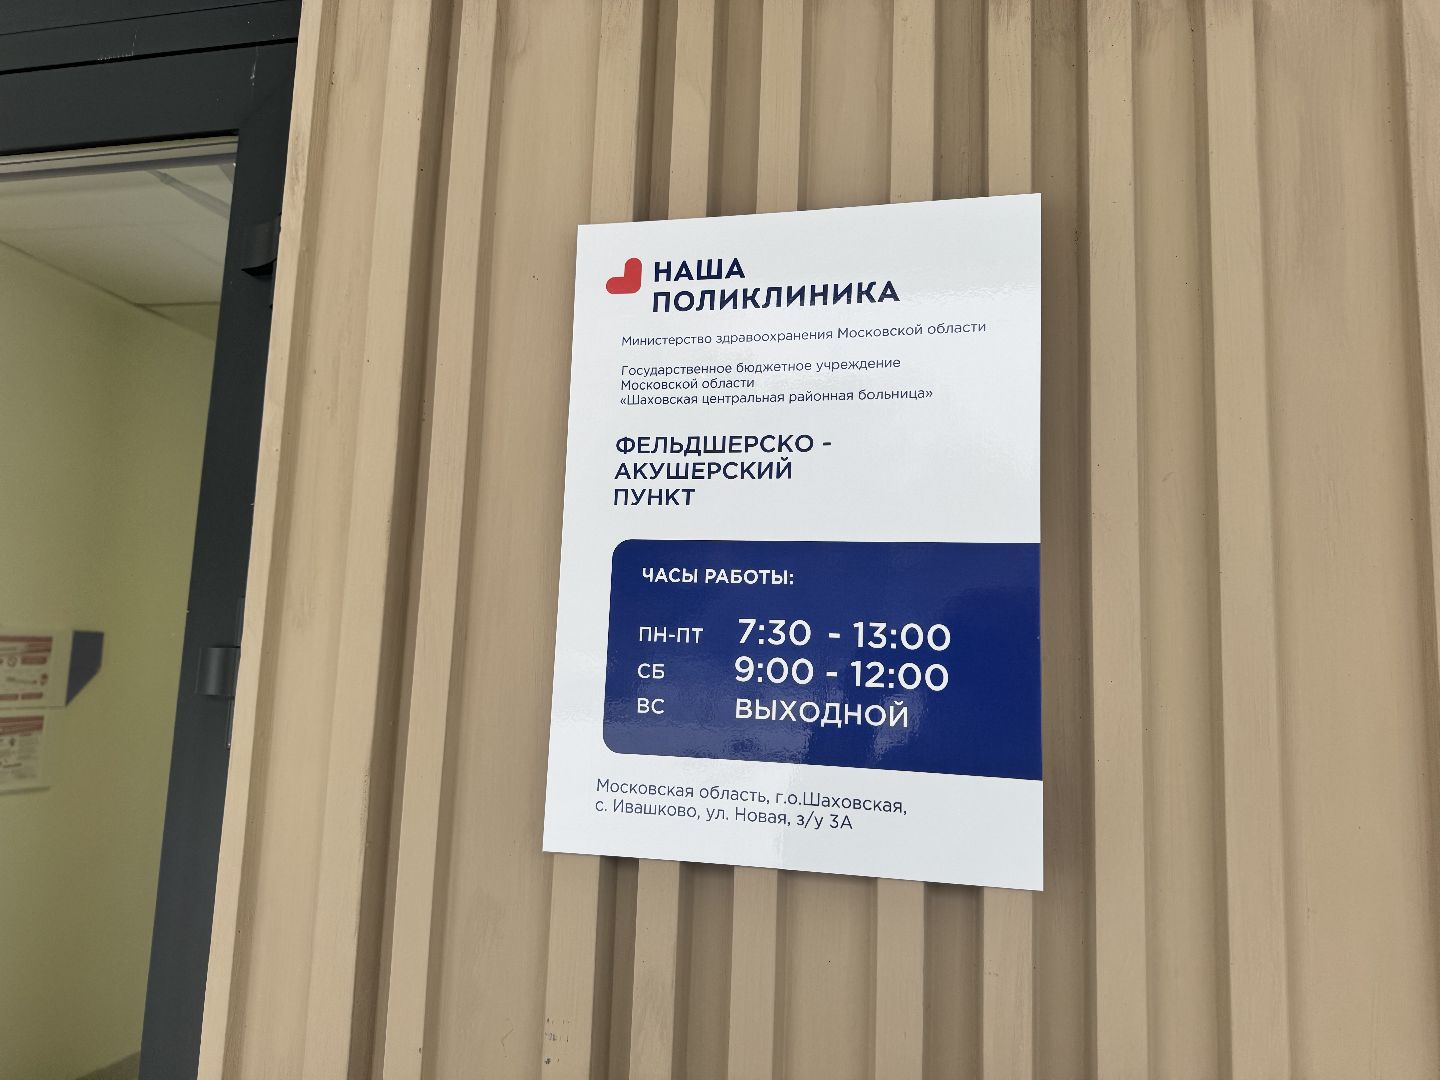 НАША
ПОЛИКЛИНИКА
Министерство здравоохранения Московской области
Государственное бюджетное учреждение
Московской области
«Шаховская центральная районная больница»
ФЕЛЬДШЕРСКО -
АКУШЕРСКИЙ
ПУНКТ
ЧАСЫ РАБОТЫ:
ПН-ПТ 7:30 - 13:00
СБ 9:00 - 12:00
ВС ВЫХОДНОЙ
Московская область, г.о.Шаховская,
с. Ивашково, ул. Новая, з/у 3А